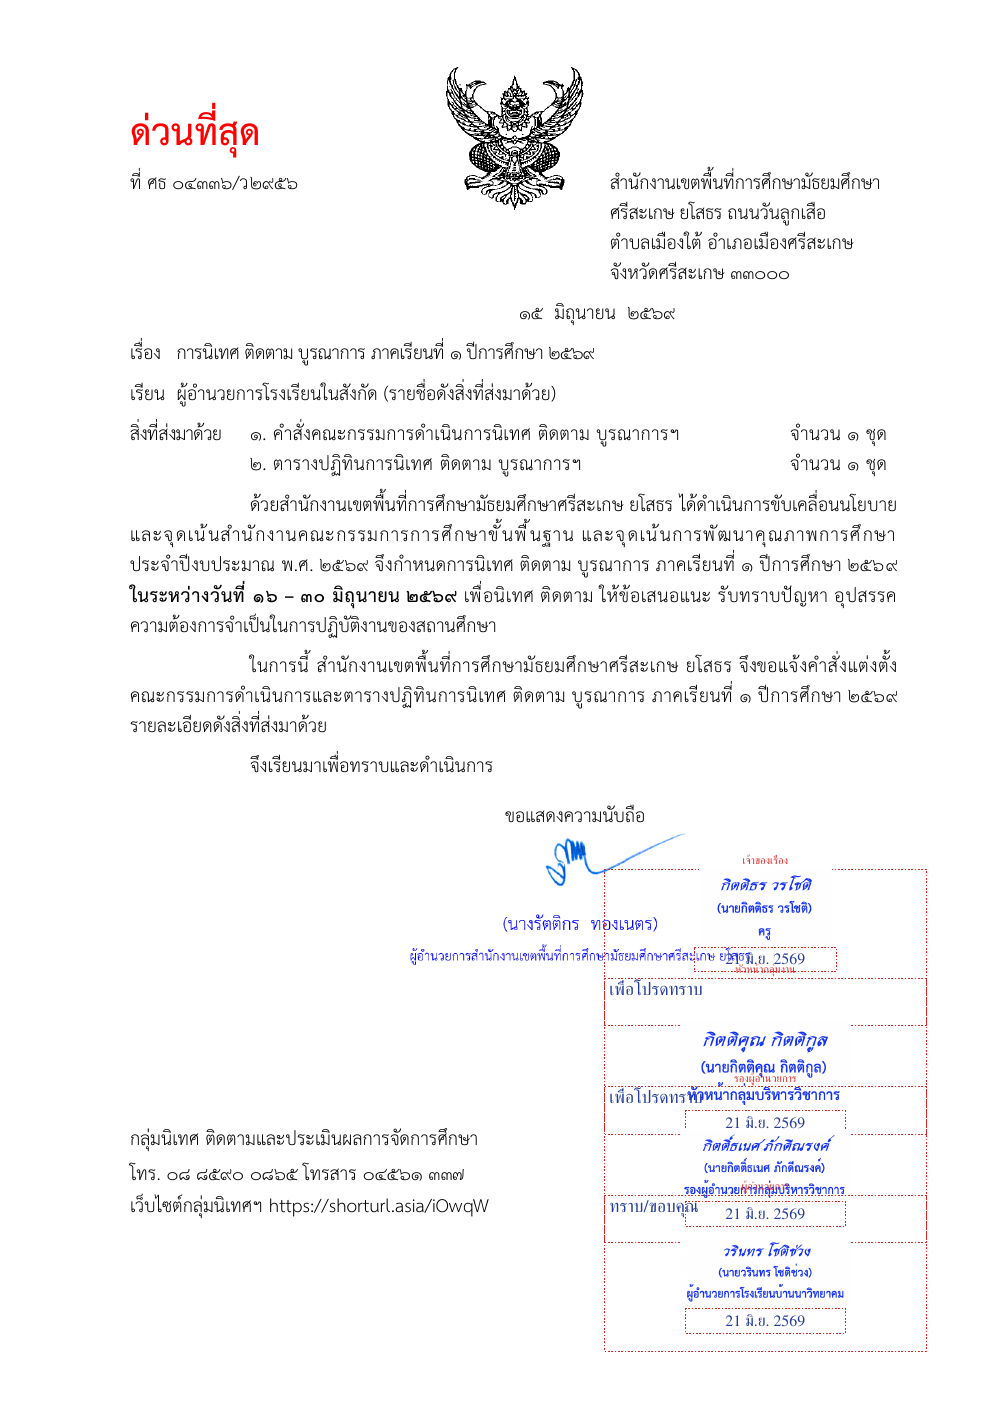 ด่วนที่สุด
ที่ ศธ ๐๔๓๓๖/ว๒๙๕๖
สำนักงานเขตพื้นที่การศึกษามัธยมศึกษา
ศรีสะเกษ ยโสธร ถนนวันลูกเสือ
ตำบลเมืองใต้ อำเภอเมืองศรีสะเกษ
จังหวัดศรีสะเกษ ๓๓๐๐๐
๑๕ มิถุนายน ๒๕๖๙
เรื่อง การนิเทศ ติดตาม บูรณาการ ภาคเรียนที่ ๑ ปีการศึกษา ๒๕๖๙
เรียน ผู้อำนวยการโรงเรียนในสังกัด (รายชื่อดังสิ่งที่ส่งมาด้วย)
สิ่งที่ส่งมาด้วย ๑. คำสั่งคณะกรรมการดำเนินการนิเทศ ติดตาม บูรณาการฯ จำนวน ๑ ชุด
๒. ตารางปฏิทินการนิเทศ ติดตาม บูรณาการฯ จำนวน ๑ ชุด
ด้วยสำนักงานเขตพื้นที่การศึกษามัธยมศึกษาศรีสะเกษ ยโสธร ได้ดำเนินการขับเคลื่อนนโยบาย
และจุดเน้นสำนักงานคณะกรรมการการศึกษาขั้นพื้นฐาน และจุดเน้นการพัฒนาคุณภาพการศึกษา
ประจำปีงบประมาณ พ.ศ. ๒๕๖๙ จึงกำหนดการนิเทศ ติดตาม บูรณาการ ภาคเรียนที่ ๑ ปีการศึกษา ๒๕๖๙
ในระหว่างวันที่ ๑๖ – ๓๐ มิถุนายน ๒๕๖๙ เพื่อนิเทศ ติดตาม ให้ข้อเสนอแนะ รับทราบปัญหา อุปสรรค
ความต้องการจำเป็นในการปฏิบัติงานของสถานศึกษา
ในการนี้ สำนักงานเขตพื้นที่การศึกษามัธยมศึกษาศรีสะเกษ ยโสธร จึงขอแจ้งคำสั่งแต่งตั้ง
คณะกรรมการดำเนินการและตารางปฏิทินการนิเทศ ติดตาม บูรณาการ ภาคเรียนที่ ๑ ปีการศึกษา ๒๕๖๙
รายละเอียดดังสิ่งที่ส่งมาด้วย
จึงเรียนมาเพื่อทราบและดำเนินการ
ขอแสดงความนับถือ
(นางรัตติกร ทองเนตร)
ผู้อำนวยการสำนักงานเขตพื้นที่การศึกษามัธยมศึกษาศรีสะเกษ ยโสธร
เจ้าของเรื่อง
กิตติธร วรโชติ
(นายกิตติธร วรโชติ)
ครู
21 มิ.ย. 2569
หัวหน้ากลุ่มงาน
เพื่อโปรดทราบ
กิตติคุณ กิตติกูล
(นายกิตติคุณ กิตติกูล)
รองผู้อำนวยการ
เพื่อโปรดทราบ
หัวหน้ากลุ่มบริหารวิชาการ
21 มิ.ย. 2569
กิตติ์ธเนศ ภักดีณรงค์
(นายกิตติ์ธเนศ ภักดีณรงค์)
รองผู้อำนวยการกลุ่มบริหารวิชาการ
ผู้อำนวยการ
ทราบ/ขอบคุณ
21 มิ.ย. 2569
วรินทร โชติช่วง
(นายวรินทร โชติช่วง)
ผู้อำนวยการโรงเรียนบ้านนาวิทยาคม
21 มิ.ย. 2569
กลุ่มนิเทศ ติดตามและประเมินผลการจัดการศึกษา
โทร. ๐๘ ๘๕๙๐ ๐๘๖๕ โทรสาร ๐๔๕๖๑ ๓๓๗
เว็บไซต์กลุ่มนิเทศฯ https://shorturl.asia/iOwqW